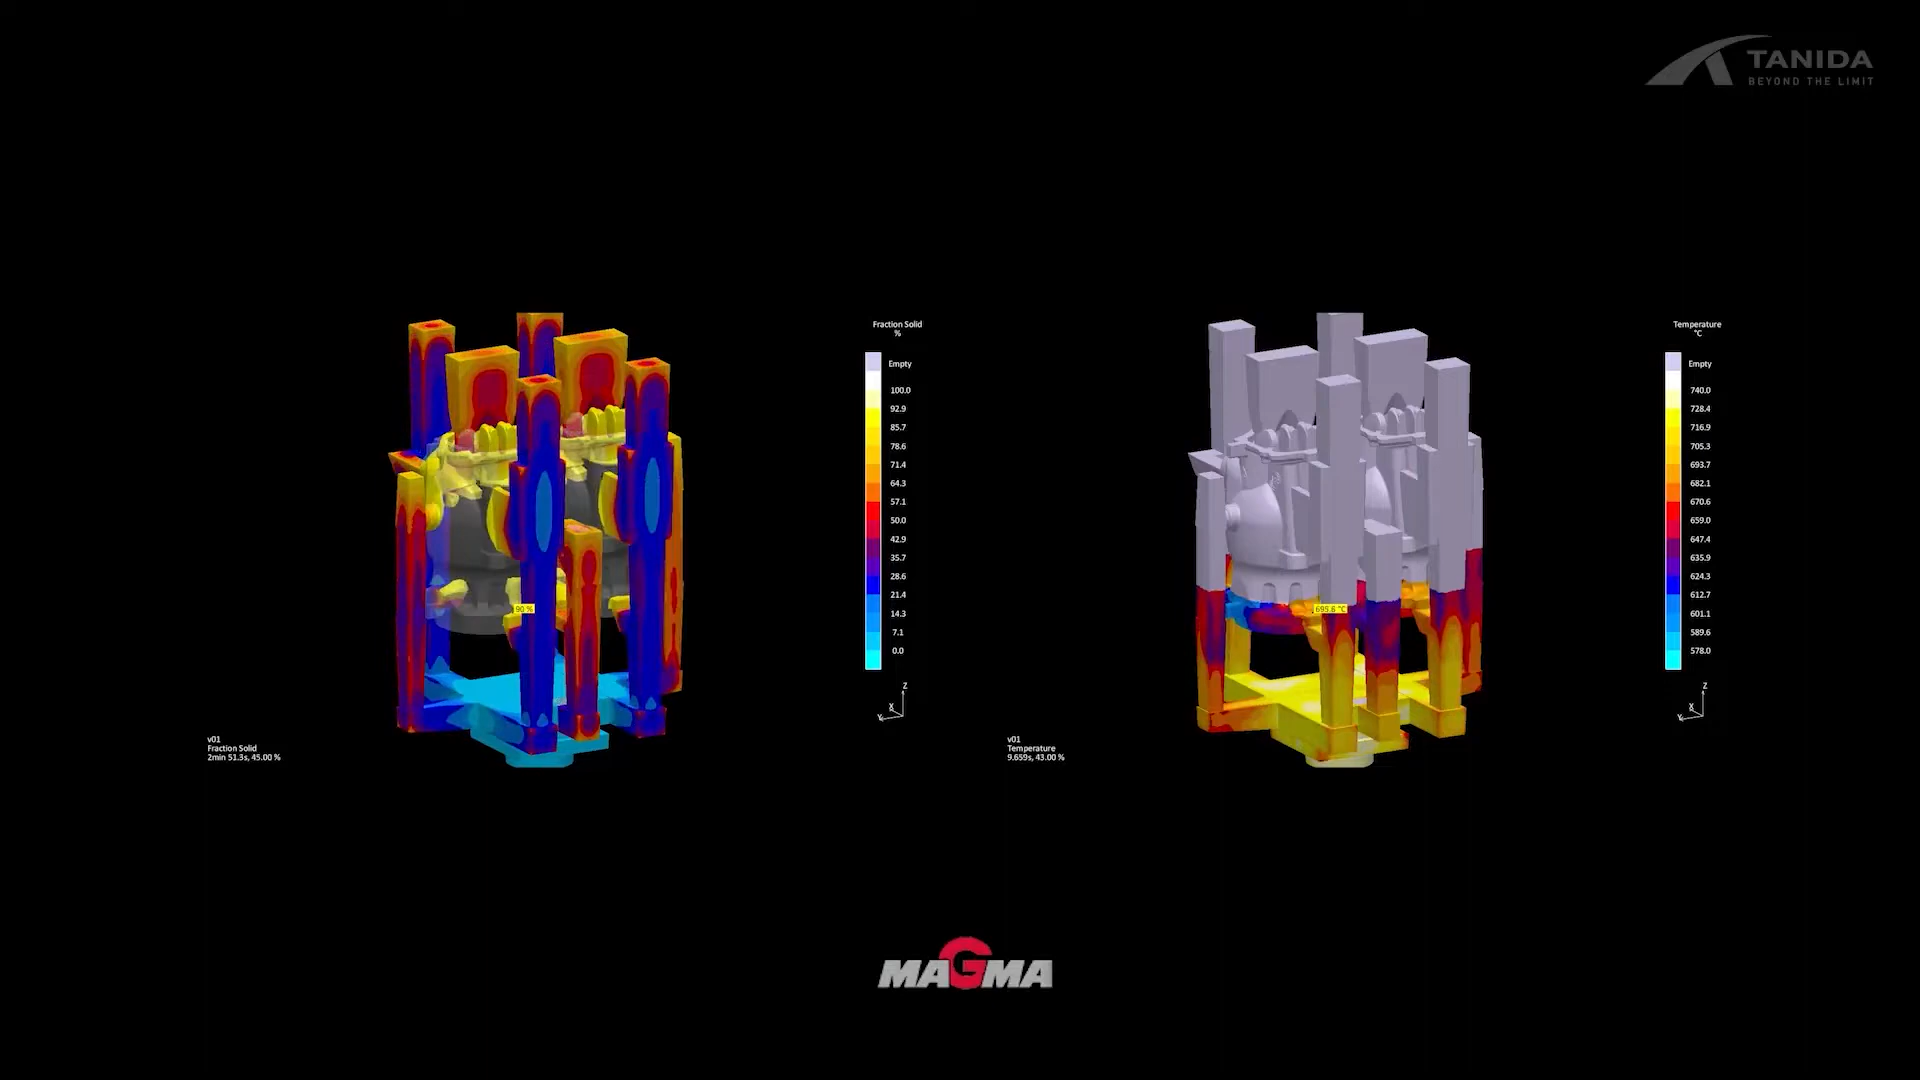 TANIDA
BEYOND THE LIMIT
Fraction Solid
%
Empty
100.0
92.9
85.7
78.6
71.4
64.3
57.1
50.0
42.9
35.7
28.6
21.4
14.3
7.1
0.0
Z
X
Y
90 %
v01
Fraction Solid
2min 51.3s, 45.00 %
Temperature
°C
Empty
740.0
728.4
716.9
705.3
693.7
682.1
670.6
659.0
647.4
635.9
624.3
612.7
601.1
589.6
578.0
Z
X
Y
695.6 °C
v01
Temperature
9.659s, 43.00 %
MAGMA